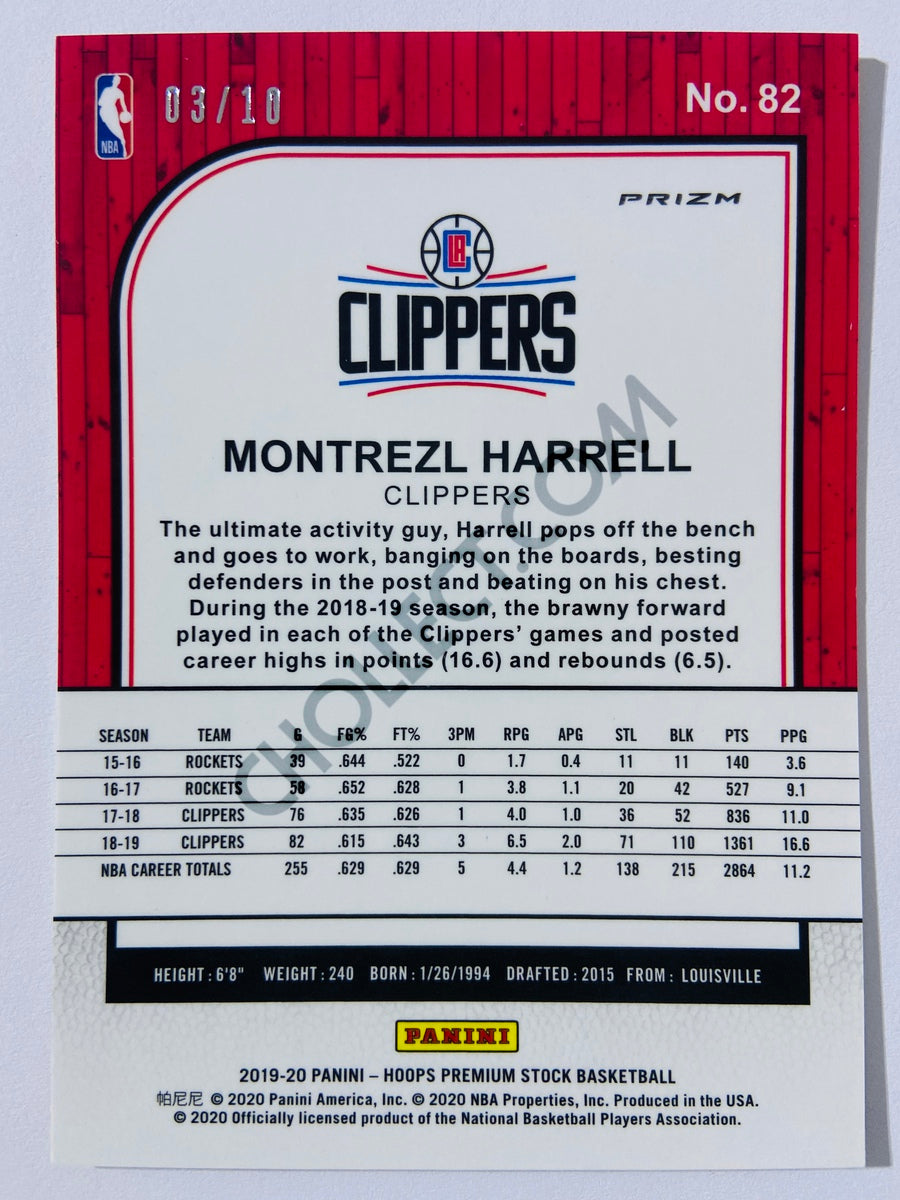 03/10
No. 82
NBA
PRIZM
LA
CLIPPERS
MONTREZL HARRELL
CLIPPERS
The ultimate activity guy, Harrell pops off the bench
and goes to work, banging on the boards, besting
defenders in the post and beating on his chest.
During the 2018-19 season, the brawny forward
played in each of the Clippers' games and posted
career highs in points (16.6) and rebounds (6.5).
CHOLLECT.COM
SEASON TEAM G FG% FT% 3PM RPG APG STL BLK PTS PPG
15-16 ROCKETS 39 .644 .522 0 1.7 0.4 11 11 140 3.6
16-17 ROCKETS 58 .652 .628 1 3.8 1.1 20 42 527 9.1
17-18 CLIPPERS 76 .635 .626 1 4.0 1.0 36 52 836 11.0
18-19 CLIPPERS 82 .615 .643 3 6.5 2.0 71 110 1361 16.6
NBA CAREER TOTALS 255 .629 .629 5 4.4 1.2 138 215 2864 11.2
HEIGHT : 6'8" WEIGHT : 240 BORN : 1/26/1994 DRAFTED : 2015 FROM : LOUISVILLE
PANINI
2019-20 PANINI – HOOPS PREMIUM STOCK BASKETBALL
帕尼尼 © 2020 Panini America, Inc. © 2020 NBA Properties, Inc. Produced in the USA.
© 2020 Officially licensed product of the National Basketball Players Association.